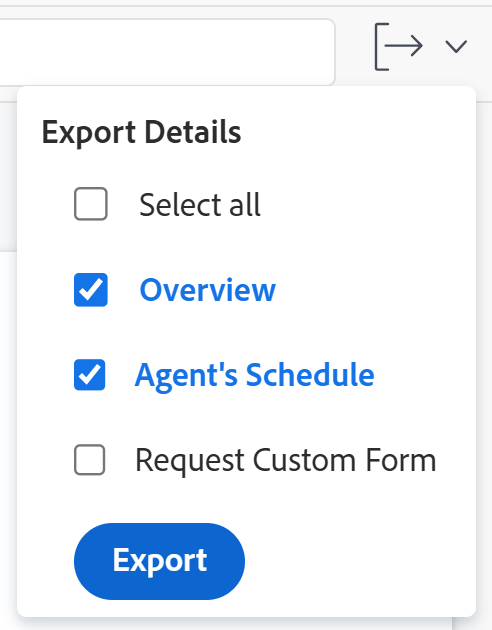 Export Details
Select all
Overview
Agent's Schedule
Request Custom Form
Export